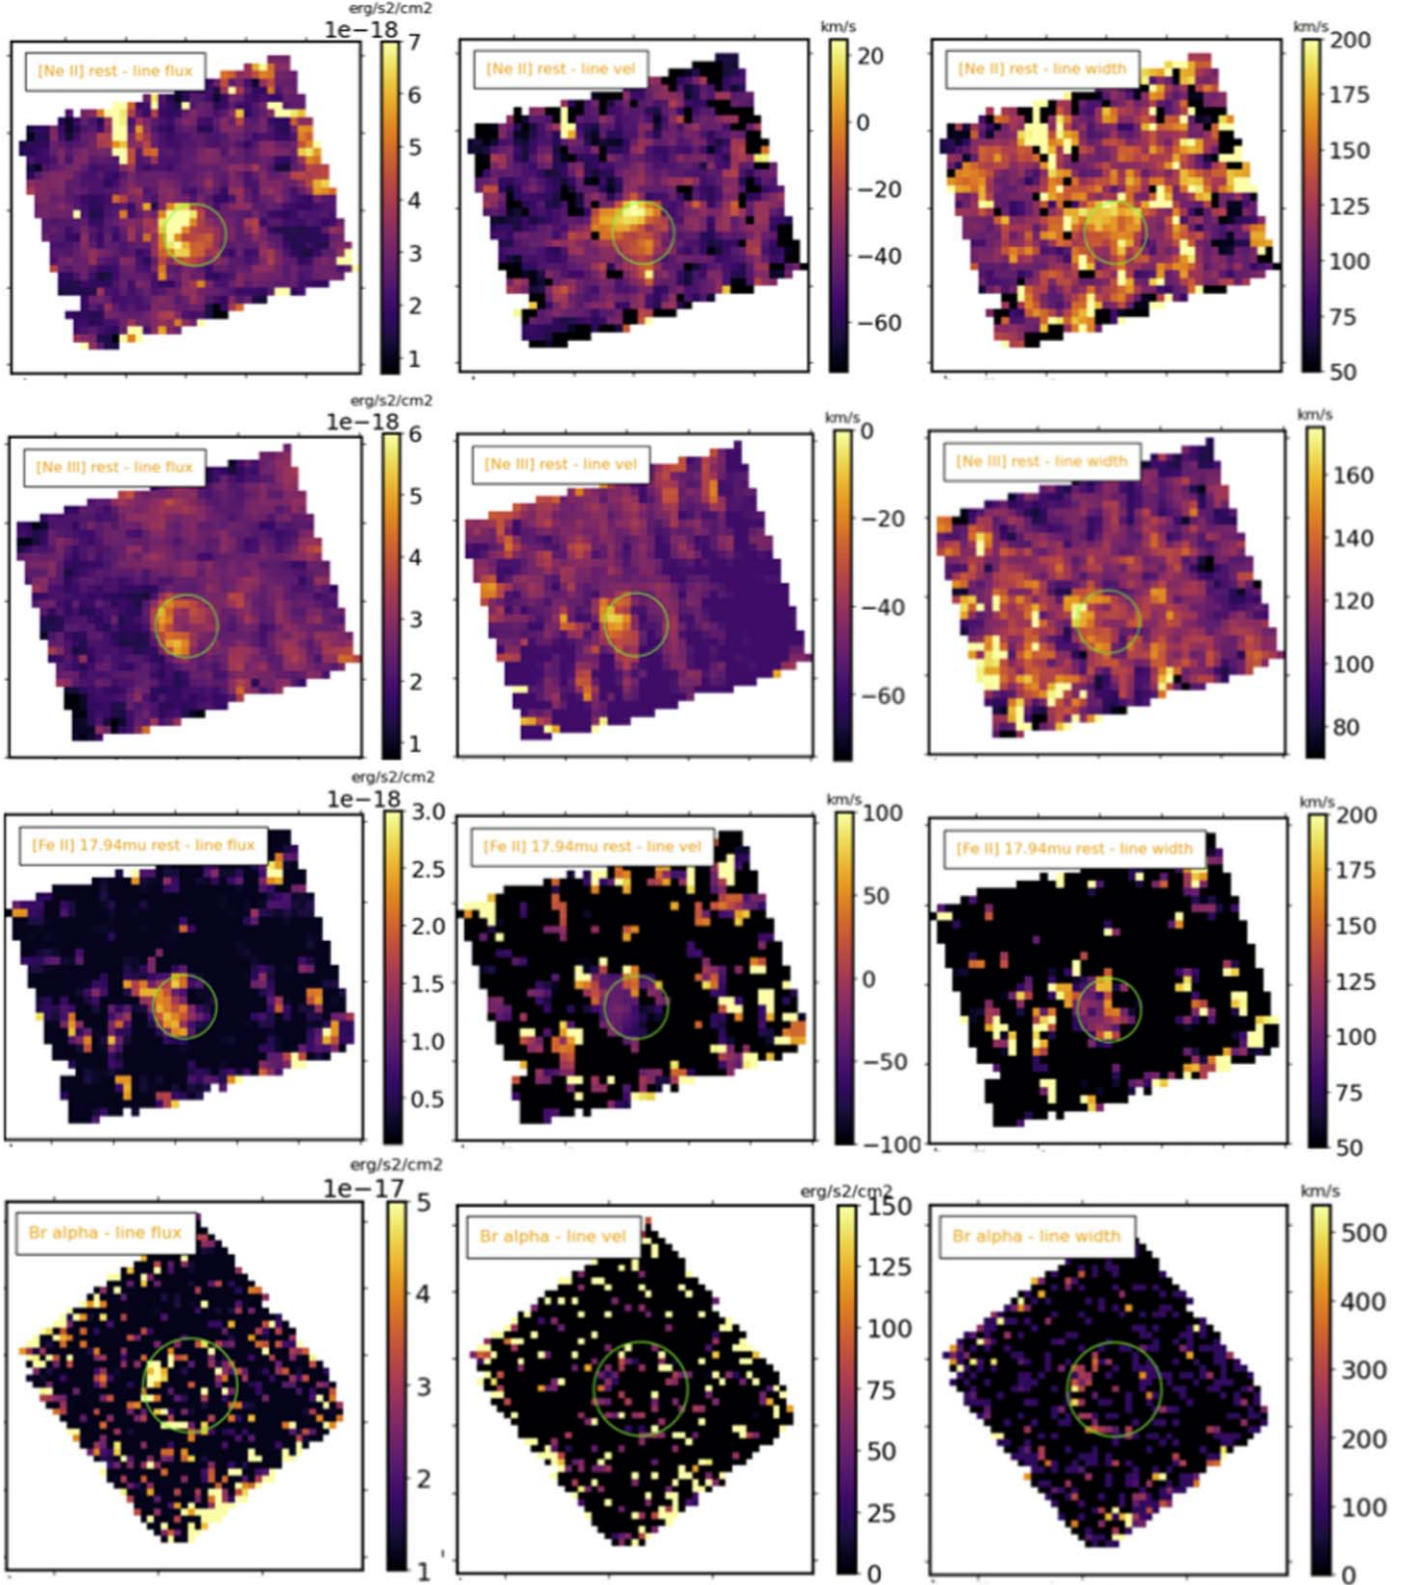 erg/s2/cm2
1e−18
km/s
km/s
[Ne II] rest - line flux
[Ne II] rest - line vel
[Ne II] rest - line width
7
6
5
4
3
2
1
20
0
−20
−40
−60
200
175
150
125
100
75
50
erg/s2/cm2
1e−18
km/s
km/s
[Ne III] rest - line flux
[Ne III] rest - line vel
[Ne III] rest - line width
6
5
4
3
2
1
0
−20
−40
−60
160
140
120
100
80
erg/s2/cm2
1e−18
km/s
km/s
[Fe II] 17.94mu rest - line flux
[Fe II] 17.94mu rest - line vel
[Fe II] 17.94mu rest - line width
3.0
2.5
2.0
1.5
1.0
0.5
100
50
0
−50
−100
200
175
150
125
100
75
50
erg/s2/cm2
1e−17
erg/s2/cm2
km/s
Br alpha - line flux
Br alpha - line vel
Br alpha - line width
5
4
3
2
1
150
125
100
75
50
25
0
500
400
300
200
100
0